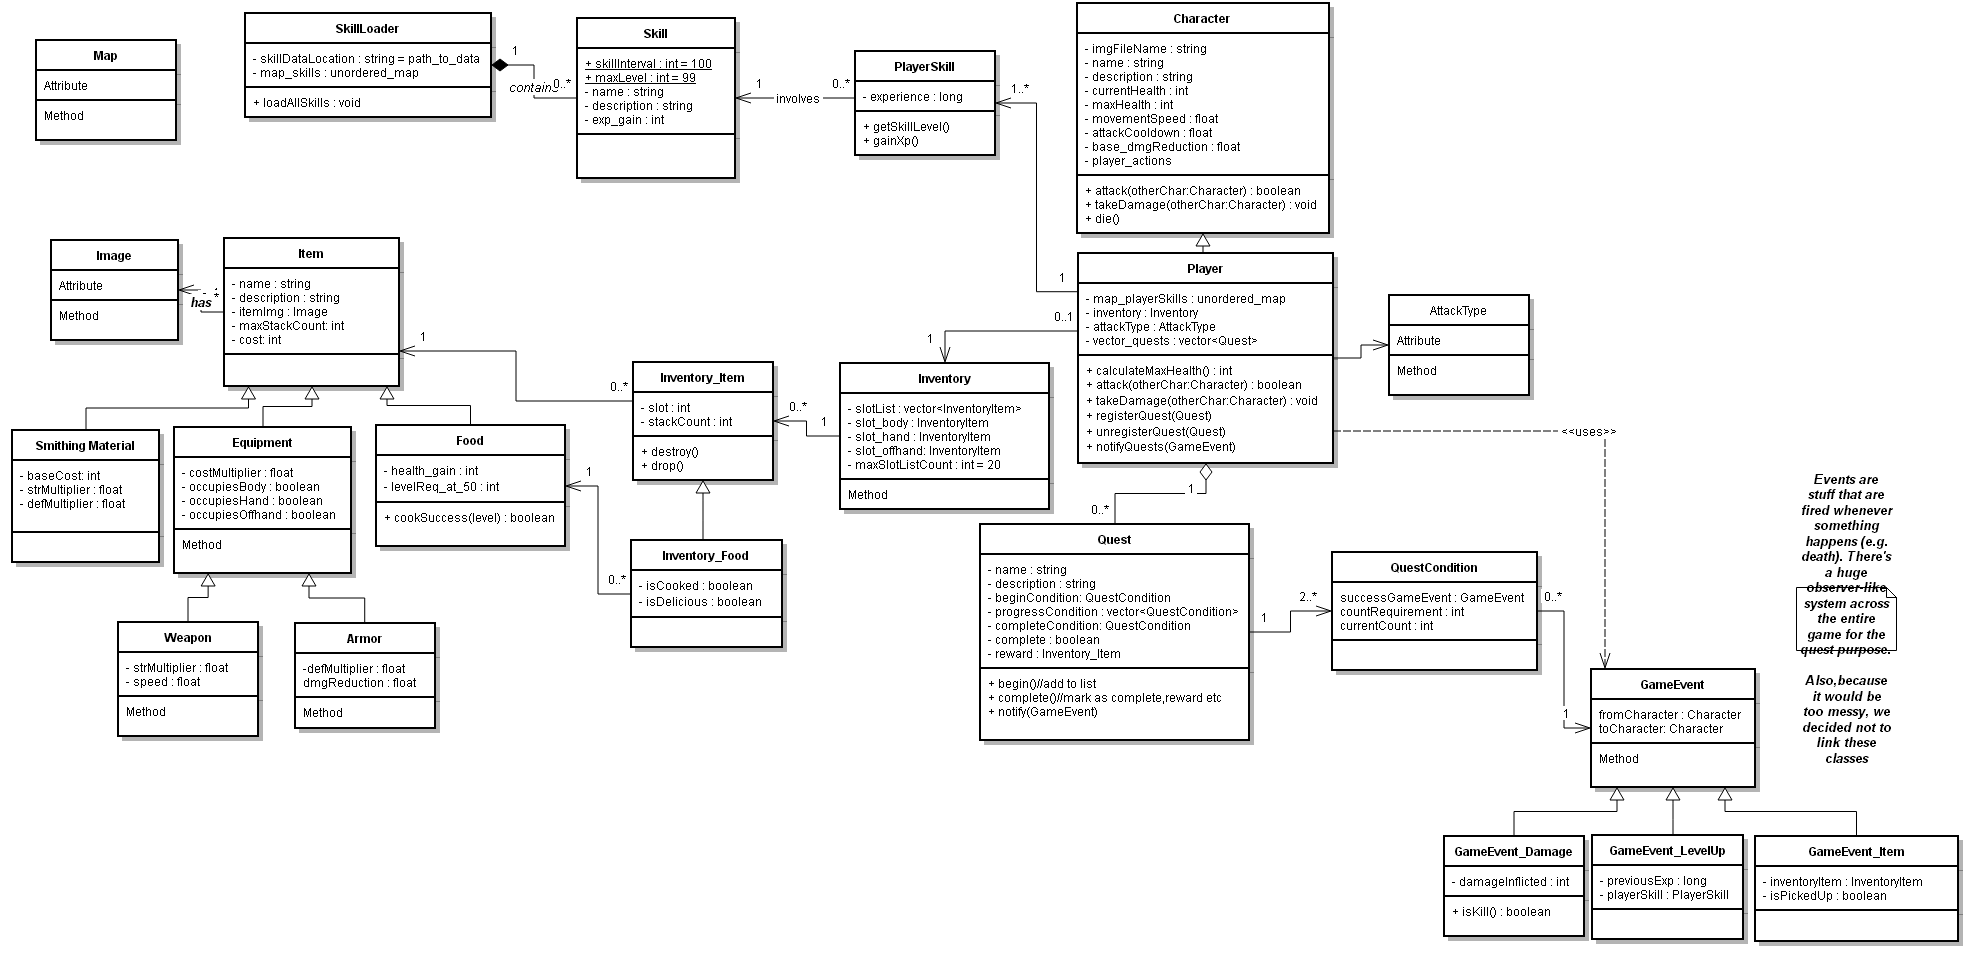 Map
Attribute
Method
SkillLoader
- skillDataLocation : string = path_to_data
- map_skills : unordered_map
+ loadAllSkills : void
1
contain
0..*
Skill
+ skillInterval : int = 100
+ maxLevel : int = 99
- name : string
- description : string
- exp_gain : int
1
involves
0..*
PlayerSkill
- experience : long
+ getSkillLevel()
+ gainXp()
1..*
Character
- imgFileName : string
- name : string
- description : string
- currentHealth : int
- maxHealth : int
- movementSpeed : float
- attackCooldown : float
- base_dmgReduction : float
- player_actions
+ attack(otherChar:Character) : boolean
+ takeDamage(otherChar:Character) : void
+ die()
Image
Attribute
Method
has
*
Item
- name : string
- description : string
- itemImg : Image
- maxStackCount: int
- cost: int
1
0..*
Inventory_Item
- slot : int
- stackCount : int
+ destroy()
+ drop()
0..*
1
Inventory
- slotList : vector<InventoryItem>
- slot_body : InventoryItem
- slot_hand : InventoryItem
- slot_offhand: InventoryItem
- maxSlotListCount : int = 20
Method
1
0..1
1
Player
- map_playerSkills : unordered_map
- inventory : Inventory
- attackType : AttackType
- vector_quests : vector<Quest>
+ calculateMaxHealth() : int
+ attack(otherChar:Character) : boolean
+ takeDamage(otherChar:Character) : void
+ registerQuest(Quest)
+ unregisterQuest(Quest)
+ notifyQuests(GameEvent)
AttackType
Attribute
Method
<<uses>>
Smithing Material
- baseCost: int
- strMultiplier : float
- defMultiplier : float
Equipment
- costMultiplier : float
- occupiesBody : boolean
- occupiesHand : boolean
- occupiesOffhand : boolean
Method
Food
- health_gain : int
- levelReq_at_50 : int
+ cookSuccess(level) : boolean
1
0..*
Inventory_Food
- isCooked : boolean
- isDelicious : boolean
Weapon
- strMultiplier : float
- speed : float
Method
Armor
-defMultiplier : float
dmgReduction : float
Method
1
0..*
Quest
- name : string
- description : string
- beginCondition: QuestCondition
- progressCondition : vector<QuestCondition>
- completeCondition: QuestCondition
- complete : boolean
- reward : Inventory_Item
+ begin()//add to list
+ complete()//mark as complete,reward etc
+ notify(GameEvent)
1
2..*
QuestCondition
successGameEvent : GameEvent
countRequirement : int
currentCount : int
0..*
1
Events are
stuff that are
fired whenever
something
happens (e.g.
death). There's
a huge
observer-like
system across
the entire
game for the
quest purpose.
Also,because
it would be
too messy, we
decided not to
link these
classes
GameEvent
fromCharacter : Character
toCharacter: Character
Method
GameEvent_Damage
- damageInflicted : int
+ isKill() : boolean
GameEvent_LevelUp
- previousExp : long
- playerSkill : PlayerSkill
GameEvent_Item
- inventoryItem : InventoryItem
- isPickedUp : boolean